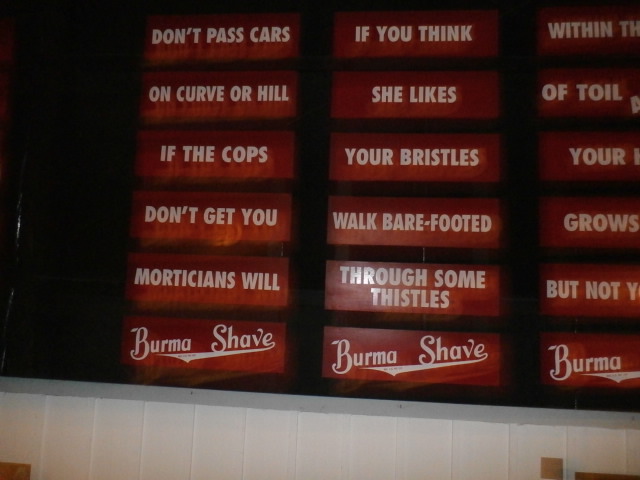 DON'T PASS CARS
ON CURVE OR HILL
IF THE COPS
DON'T GET YOU
MORTICIANS WILL
Burma Shave
IF YOU THINK
SHE LIKES
YOUR BRISTLES
WALK BARE-FOOTED
THROUGH SOME
THISTLES
Burma Shave
WITHIN
OF TOIL
YOUR
GROWS
BUT NOT
Burma